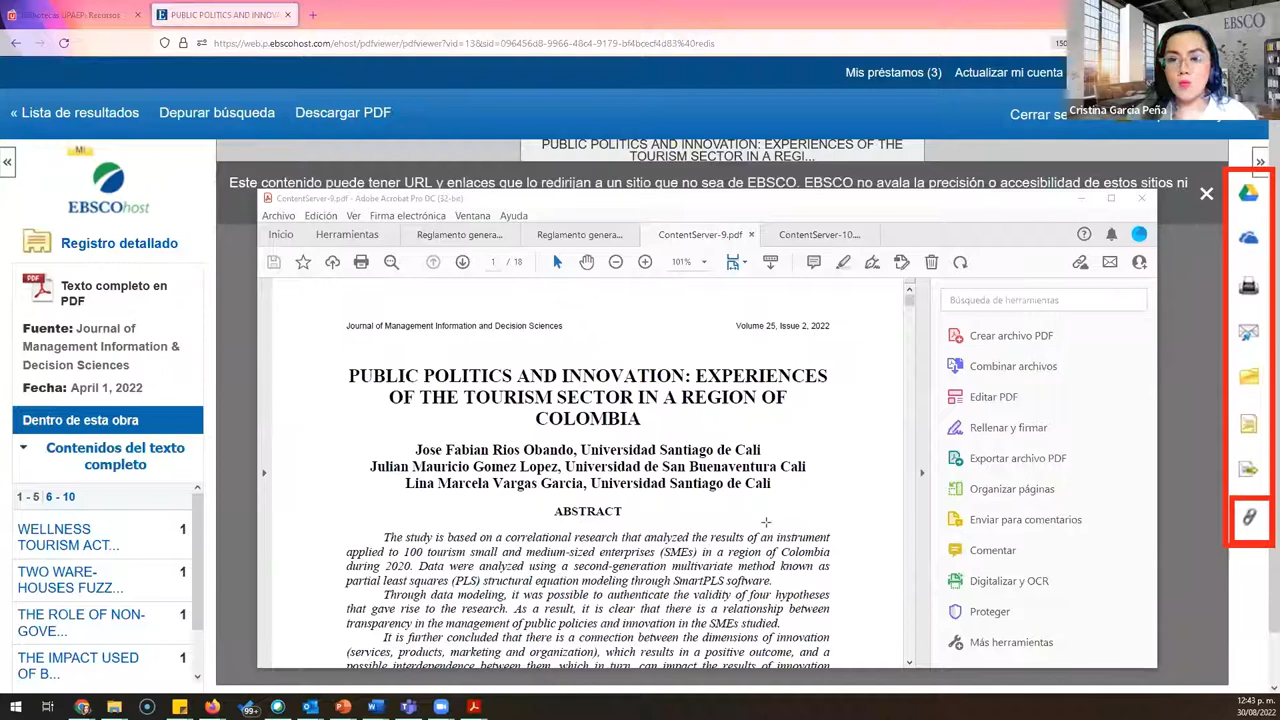 Bibliotecas UPAEP: Recursos
PUBLIC POLITICS AND INNOVA
https://web.p.ebscohost.com/ehost/pdfviewer/pdfviewer?vid=13&sid=096456d8-9966-48c4-9179-bf4bcecf4d83%40redis
150
EBSCO
Mis préstamos (3)
Actualizar mi cuenta
Cristina Garcia Peña
« Lista de resultados
Depurar búsqueda
Descargar PDF
Cerrar se
«
»
MI
EBSCOhost
Registro detallado
PDF
Texto completo en
PDF
Fuente: Journal of
Management Information &
Decision Sciences
Fecha: April 1, 2022
Dentro de esta obra
Contenidos del texto
completo
1 - 5 6 - 10
WELLNESS
TOURISM ACT...
1
TWO WARE-
HOUSES FUZZ...
1
THE ROLE OF NON-
GOVE...
1
THE IMPACT USED
OF B...
1
PUBLIC POLITICS AND INNOVATION: EXPERIENCES OF THE
TOURISM SECTOR IN A REGI...
Este contenido puede tener URL y enlaces que lo redirijan a un sitio que no sea de EBSCO. EBSCO no avala la precisión o accesibilidad de estos sitios ni
ContentServer-9.pdf - Adobe Acrobat Pro DC (32-bit)
Archivo Edición Ver Firma electrónica Ventana Ayuda
Inicio
Herramientas
Reglamento genera...
Reglamento genera...
ContentServer-9.pdf
ContentServer-10....
1 / 18
101%
Journal of Management Information and Decision Sciences
Volume 25, Issue 2, 2022
PUBLIC POLITICS AND INNOVATION: EXPERIENCES
OF THE TOURISM SECTOR IN A REGION OF
COLOMBIA
Jose Fabian Rios Obando, Universidad Santiago de Cali
Julian Mauricio Gomez Lopez, Universidad de San Buenaventura Cali
Lina Marcela Vargas Garcia, Universidad Santiago de Cali
ABSTRACT
The study is based on a correlational research that analyzed the results of an instrument
applied to 100 tourism small and medium-sized enterprises (SMEs) in a region of Colombia
during 2020. Data were analyzed using a second-generation multivariate method known as
partial least squares (PLS) structural equation modeling through SmartPLS software.
Through data modeling, it was possible to authenticate the validity of four hypotheses
that gave rise to the research. As a result, it is clear that there is a relationship between
transparency in the management of public policies and innovation in the SMEs studied.
It is further concluded that there is a connection between the dimensions of innovation
(services, products, marketing and organization), which results in a positive outcome, and a
possible interdependence between them, which in turn, can impact the results of innovation
Búsqueda de herramientas
Crear archivo PDF
Combinar archivos
Editar PDF
Rellenar y firmar
Exportar archivo PDF
Organizar páginas
Enviar para comentarios
Comentar
Digitalizar y OCR
Proteger
Más herramientas
99+
12:43 p. m.
30/08/2022